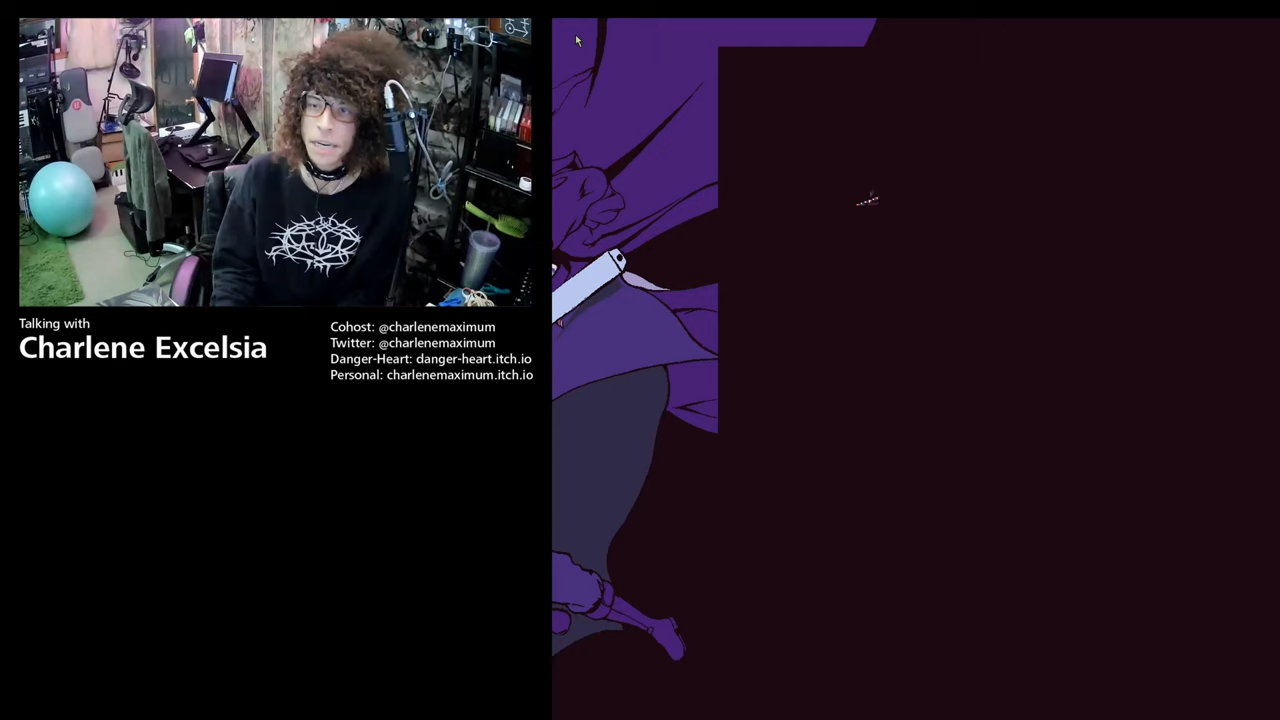 Talking with
Charlene Excelsia
Cohost: @charlenemaximum
Twitter: @charlenemaximum
Danger-Heart: danger-heart.itch.io
Personal: charlenemaximum.itch.io